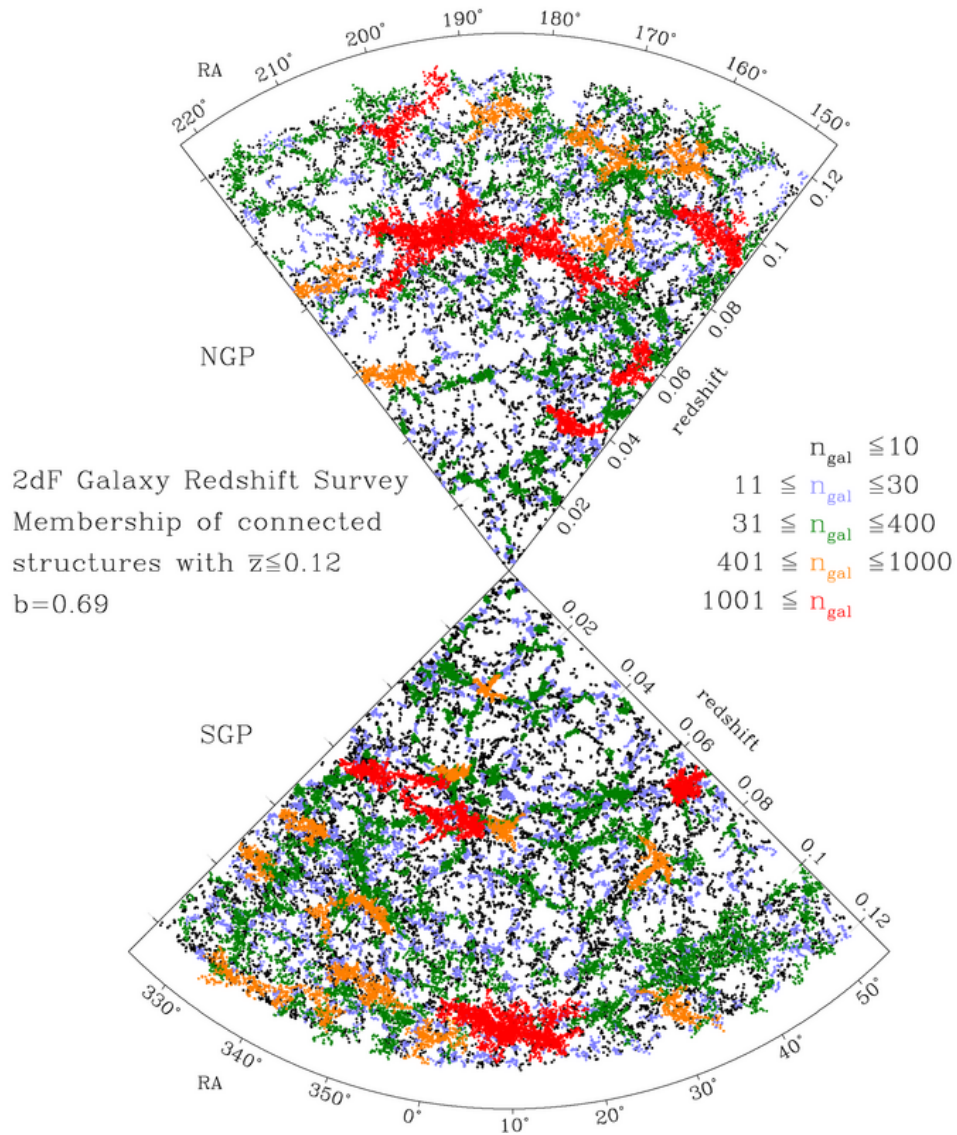 RA
220°
210°
200°
190°
180°
170°
160°
150°
0.12
0.1
0.08
0.06
0.04
0.02
redshift
NGP
2dF Galaxy Redshift Survey
Membership of connected
structures with z̅≦0.12
b=0.69
n_gal ≦10
11 ≦ n_gal ≦30
31 ≦ n_gal ≦400
401 ≦ n_gal ≦1000
1001 ≦ n_gal
SGP
0.02
0.04
0.06
0.08
0.1
0.12
redshift
330°
340°
350°
0°
10°
20°
30°
40°
50°
RA